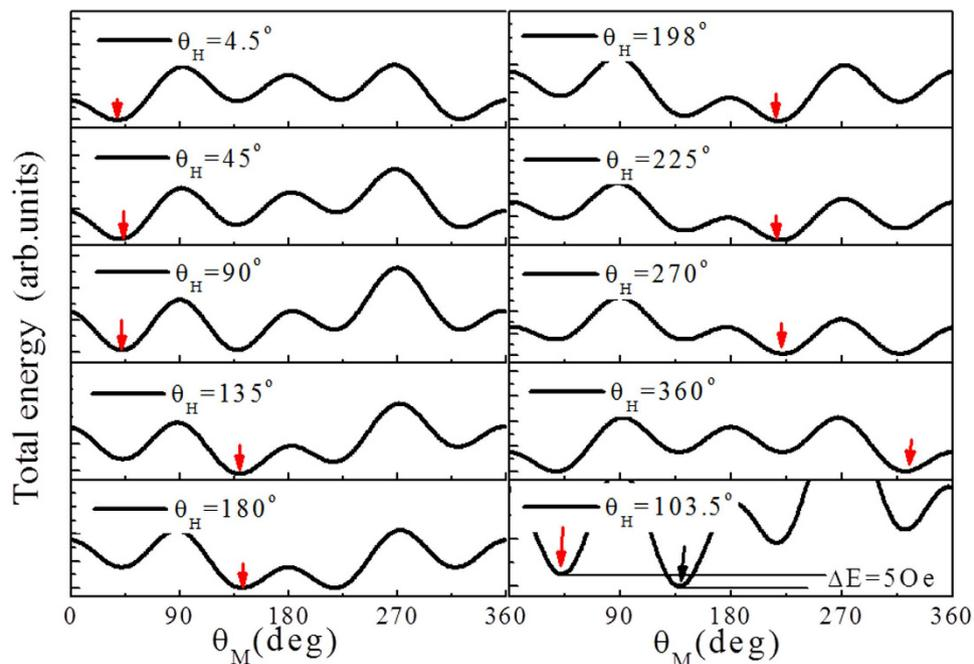 Total energy (arb.units)
θH=4.5°
θH=45°
θH=90°
θH=135°
θH=180°
θH=198°
θH=225°
θH=270°
θH=360°
θH=103.5°
ΔE=5Oe
0 90 180 270 360
90 180 270 360
θM(deg)
θM(deg)